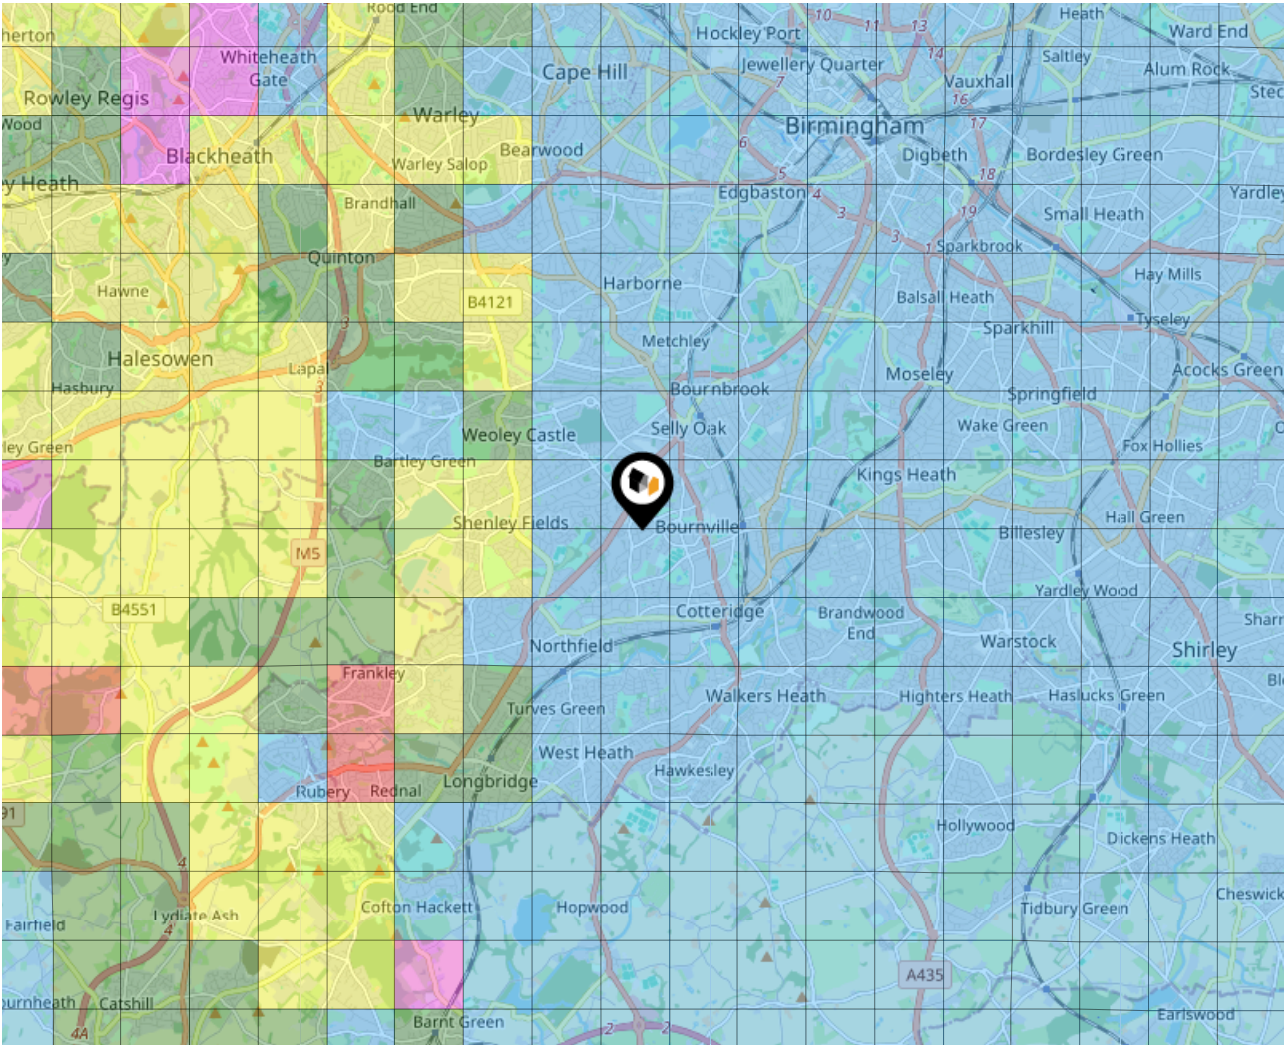 Rood End
10
Heath
herton
Hockley Port
11
13
Ward End
Whiteheath
Gate
14
Saltley
Cape Hill
Jewellery Quarter
Alum Rock
7
Vauxhall
Stec
Rowley Regis
16
Warley
Wood
Birmingham
17
6
Blackheath
Bearwood
Digbeth
Bordesley Green
Warley Salop
5
18
ey Heath
Edgbaston
4
Yardley
Brandhall
3
19
Small Heath
3
1
Sparkbrook
y
Quinton
Hay Mills
Harborne
Hawne
B4121
Balsall Heath
3
Tyseley
Sparkhill
Metchley
Halesowen
Lapal
Moseley
Acocks Green
3
Hasbury
Bournbrook
Springfield
Selly Oak
Wake Green
Weoley Castle
ley Green
Fox Hollies
Bartley Green
Kings Heath
Shenley Fields
Bournville
Hall Green
Billesley
M5
Yardley Wood
B4551
Cotteridge
Brandwood
End
Sharr
Northfield
Warstock
Shirley
Frankley
Walkers Heath
Highters Heath
Haslucks Green
Turves Green
West Heath
Hawkesley
Longbridge
Rubery
Rednal
91
Hollywood
Dickens Heath
4
Cheswick
Lydiate Ash
Cofton Hackett
Hopwood
Tidbury Green
Fairfield
4
A435
ournheath
Catshill
Earlswood
Barnt Green
2
2
4A